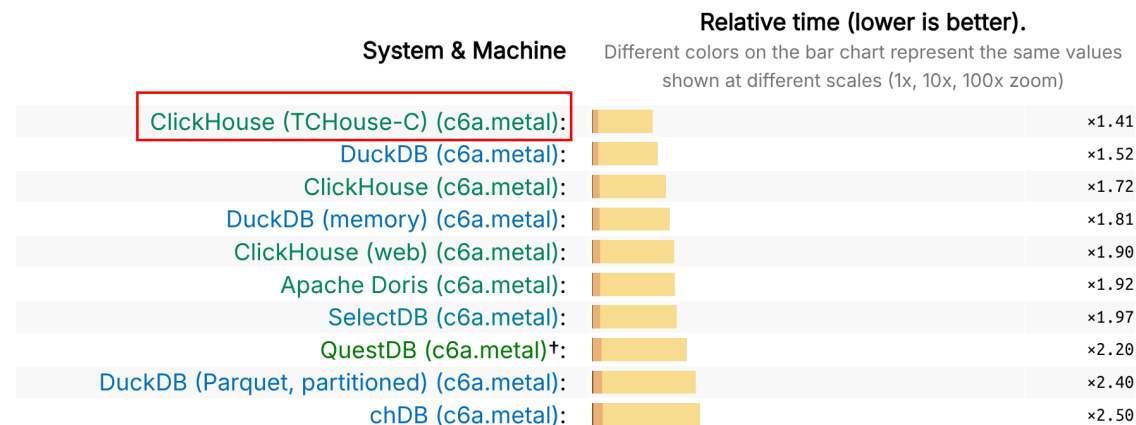 Relative time (lower is better).
System & Machine
Different colors on the bar chart represent the same values
shown at different scales (1x, 10x, 100x zoom)
ClickHouse (TCHouse-C) (c6a.metal): ×1.41
DuckDB (c6a.metal): ×1.52
ClickHouse (c6a.metal): ×1.72
DuckDB (memory) (c6a.metal): ×1.81
ClickHouse (web) (c6a.metal): ×1.90
Apache Doris (c6a.metal): ×1.92
SelectDB (c6a.metal): ×1.97
QuestDB (c6a.metal)†: ×2.20
DuckDB (Parquet, partitioned) (c6a.metal): ×2.40
chDB (c6a.metal): ×2.50